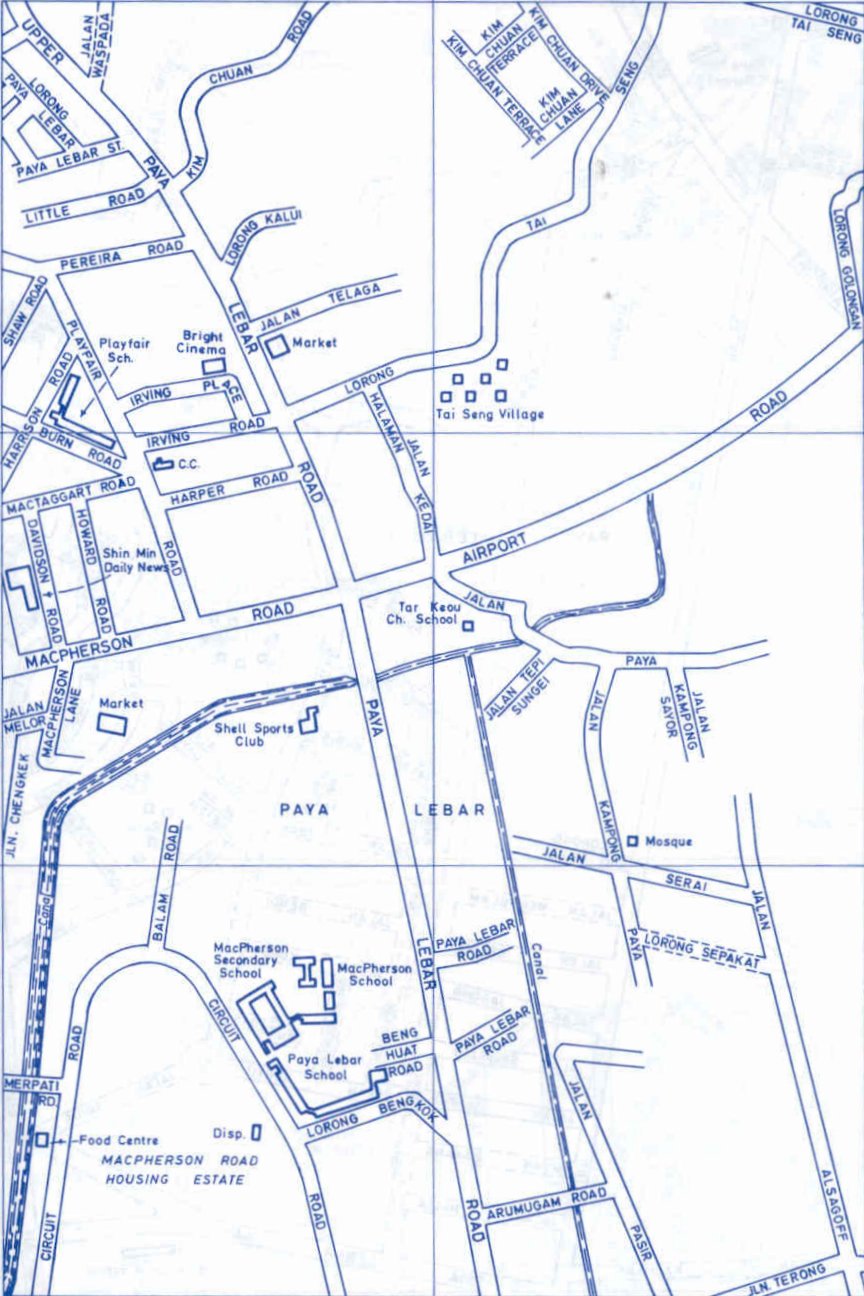 UPPER
PAYA
LEBAR
ROAD
JALAN
WASPADA
KIM
CHUAN
ROAD
KIM
CHUAN
TERRACE
KIM CHUAN DRIVE
KIM CHUAN TERRACE
KIM
CHUAN
LANE
LORONG
TAI SENG
LORONG
PAYA
LEBAR
PAYA LEBAR ST.
LITTLE ROAD
LORONG KALUI
LORONG
TAI
SENG
LORONG GOLONGAN
PEREIRA ROAD
SHAW ROAD
PLAYFAIR
ROAD
JALAN TELAGA
Playfair
Sch.
Bright
Cinema
Market
HARRISON ROAD
BURN ROAD
IRVING PLACE
IRVING ROAD
Tai Seng Village
HALAMAN
JALAN
KEDAI
C.C.
MACTAGGART ROAD
HARPER ROAD
DAVIDSON ROAD
HOWARD ROAD
Shin Min
Daily News
AIRPORT
ROAD
MACPHERSON
ROAD
Tar Keou
Ch. School
JALAN
PAYA
JALAN TEPI
SUNGEI
JALAN
KAMPONG
SAYOR
JALAN
MELOR
MACPHERSON
LANE
Market
Shell Sports
Club
PAYA
LEBAR
ROAD
JLN. CHENGKEK
PAYA LEBAR
JALAN
KAMPONG
PAYA
Mosque
JALAN
SERAI
JALAN
ALSAGOFF
LORONG SEPAKAT
Canal
BALAM ROAD
MacPherson
Secondary
School
MacPherson
School
PAYA LEBAR
ROAD
Canal
CIRCUIT
ROAD
BENG
HUAT
ROAD
PAYA LEBAR
ROAD
Paya Lebar
School
JALAN
PASIR
MERPATI
RD.
LORONG BENGKOK
Food Centre
Disp.
MACPHERSON ROAD
HOUSING ESTATE
CIRCUIT
ROAD
ARUMUGAM ROAD
JLN. TERONG